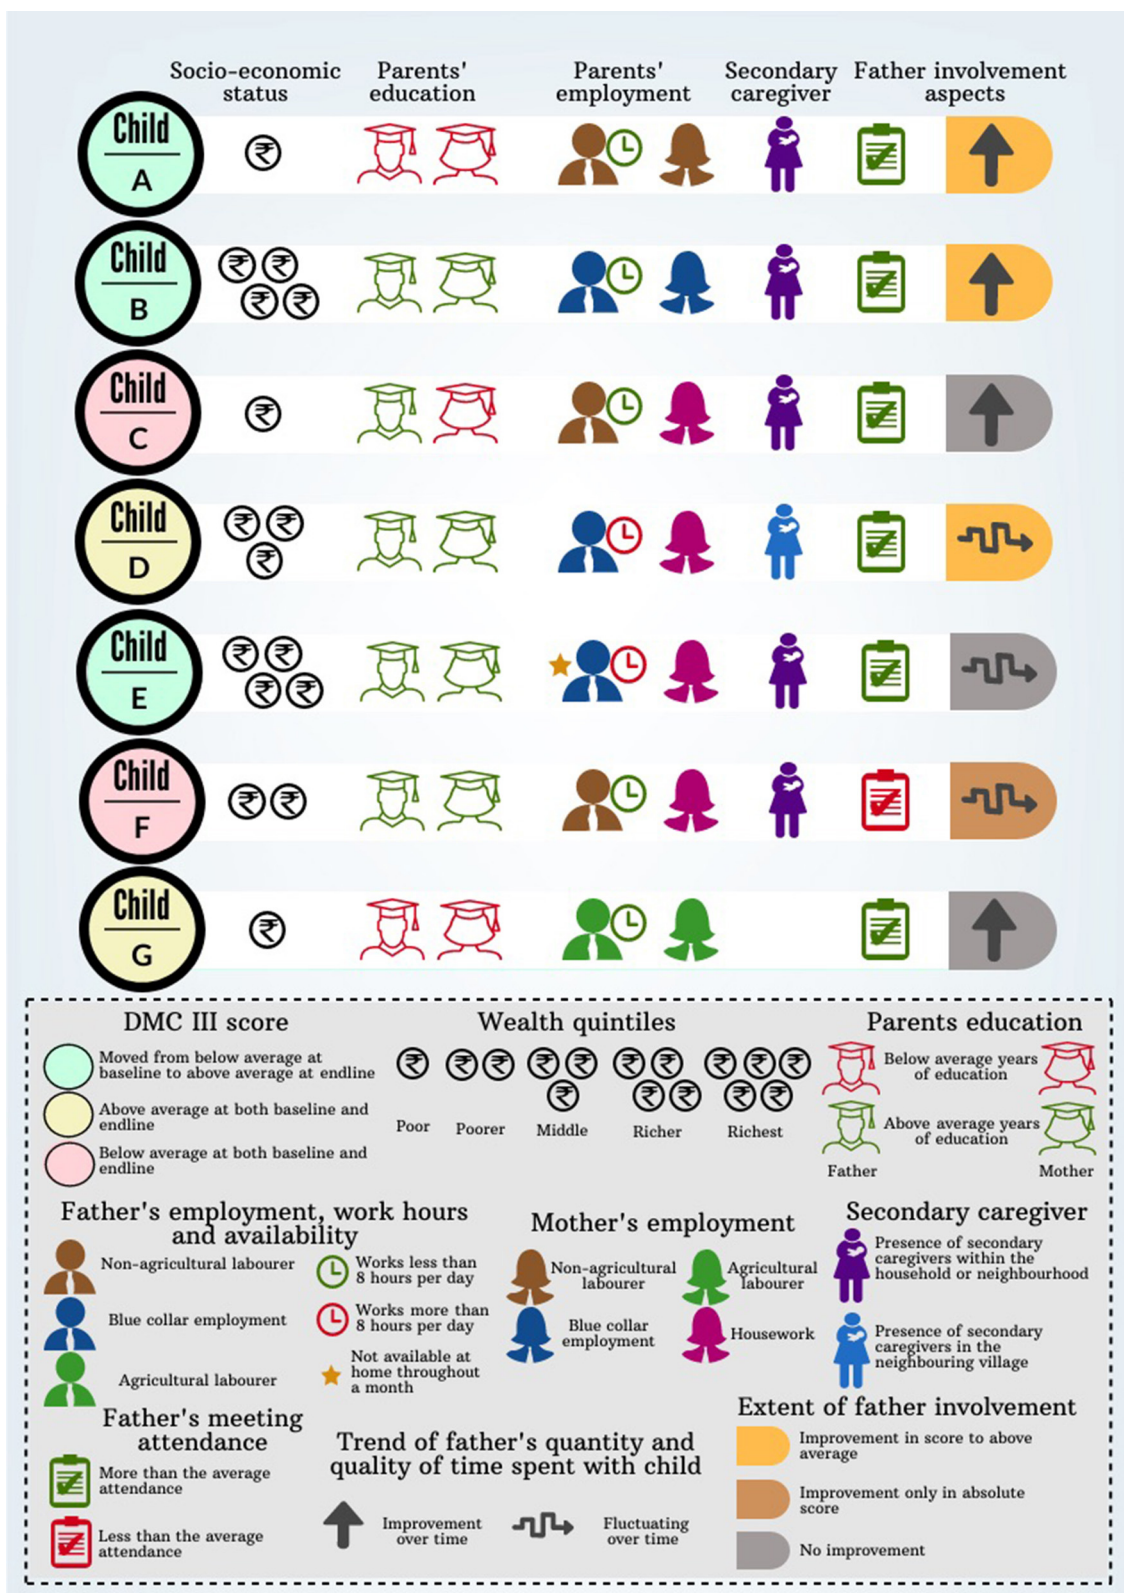 Socio-economic
status
Parents'
education
Parents'
employment
Secondary
caregiver
Father involvement
aspects
Child
A
₹
Child
B
₹ ₹
₹ ₹
Child
C
₹
Child
D
₹ ₹
₹
Child
E
₹ ₹
₹ ₹
Child
F
₹ ₹
Child
G
₹
DMC III score
Moved from below average at
baseline to above average at endline
Above average at both baseline and
endline
Below average at both baseline and
endline
Wealth quintiles
₹ ₹ ₹ ₹ ₹ ₹ ₹ ₹ ₹ ₹
₹ ₹ ₹ ₹ ₹
Poor
Poorer
Middle
Richer
Richest
Parents education
Below average years
of education
Above average years
of education
Father
Mother
Father's employment, work hours
and availability
Non-agricultural labourer
Blue collar employment
Agricultural labourer
Works less than
8 hours per day
Works more than
8 hours per day
Not available at
home throughout
a month
Mother's employment
Non-agricultural
labourer
Agricultural
labourer
Blue collar
employment
Housework
Secondary caregiver
Presence of secondary
caregivers within the
household or neighbourhood
Presence of secondary
caregivers in the
neighbouring village
Father's meeting
attendance
More than the average
attendance
Less than the average
attendance
Trend of father's quantity and
quality of time spent with child
Improvement
over time
Fluctuating
over time
Extent of father involvement
Improvement in score to above
average
Improvement only in absolute
score
No improvement